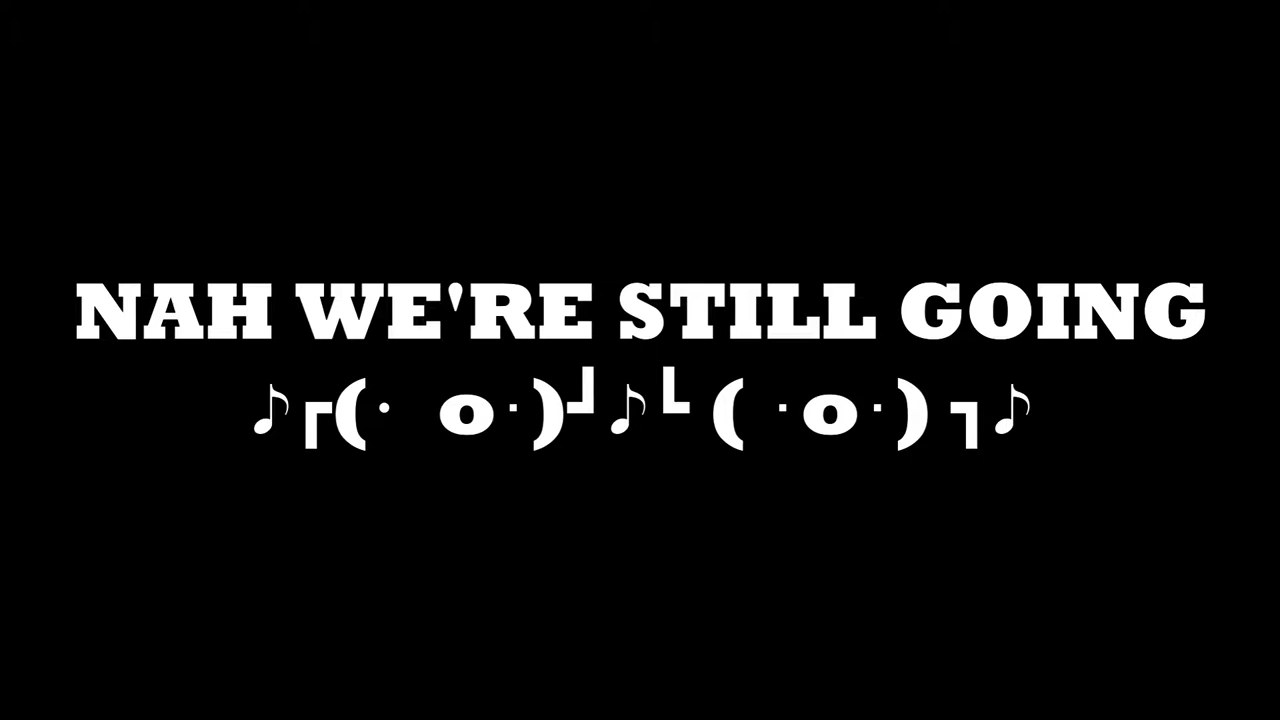 NAH WE'RE STILL GOING
♪┌(· o·)┘♪└ ( ·o·) ┐♪